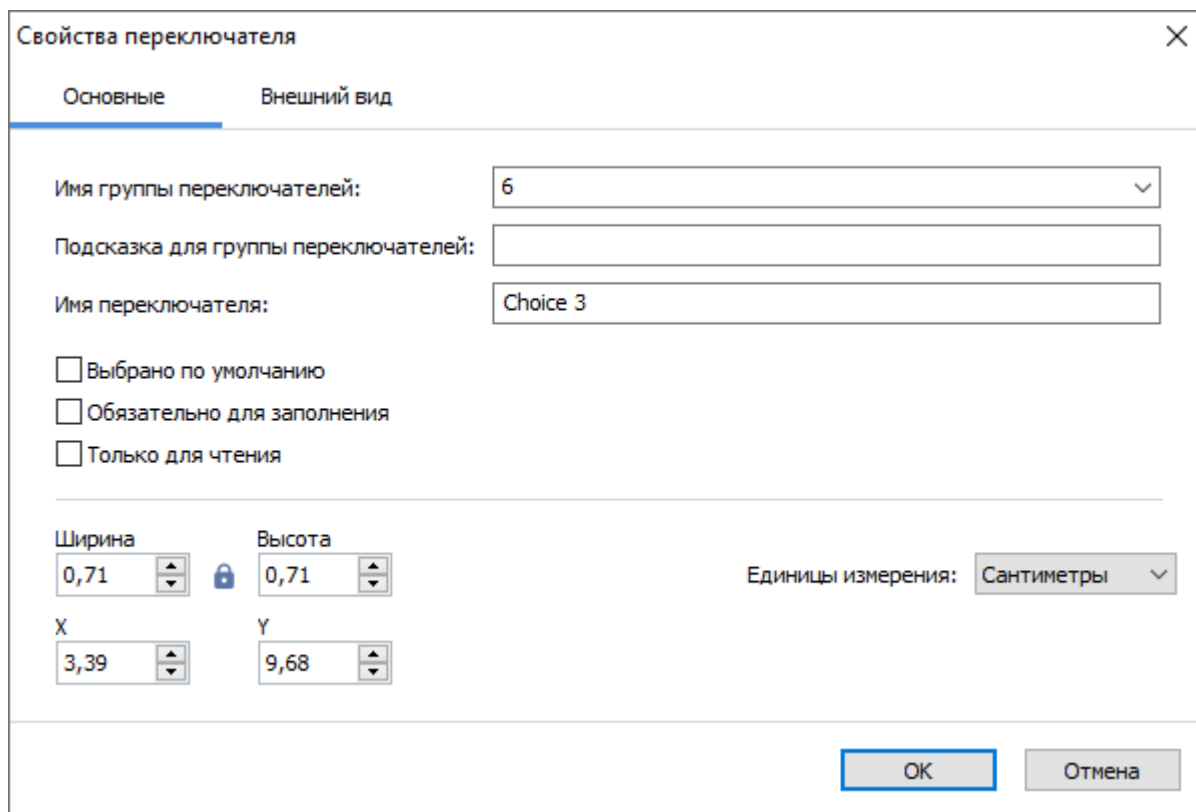 Свойства переключателя
Основные Внешний вид
Имя группы переключателей: 6
Подсказка для группы переключателей:
Имя переключателя: Choice 3
Выбрано по умолчанию
Обязательно для заполнения
Только для чтения
Ширина Высота
0,71 0,71 Единицы измерения: Сантиметры
X Y
3,39 9,68
OK Отмена